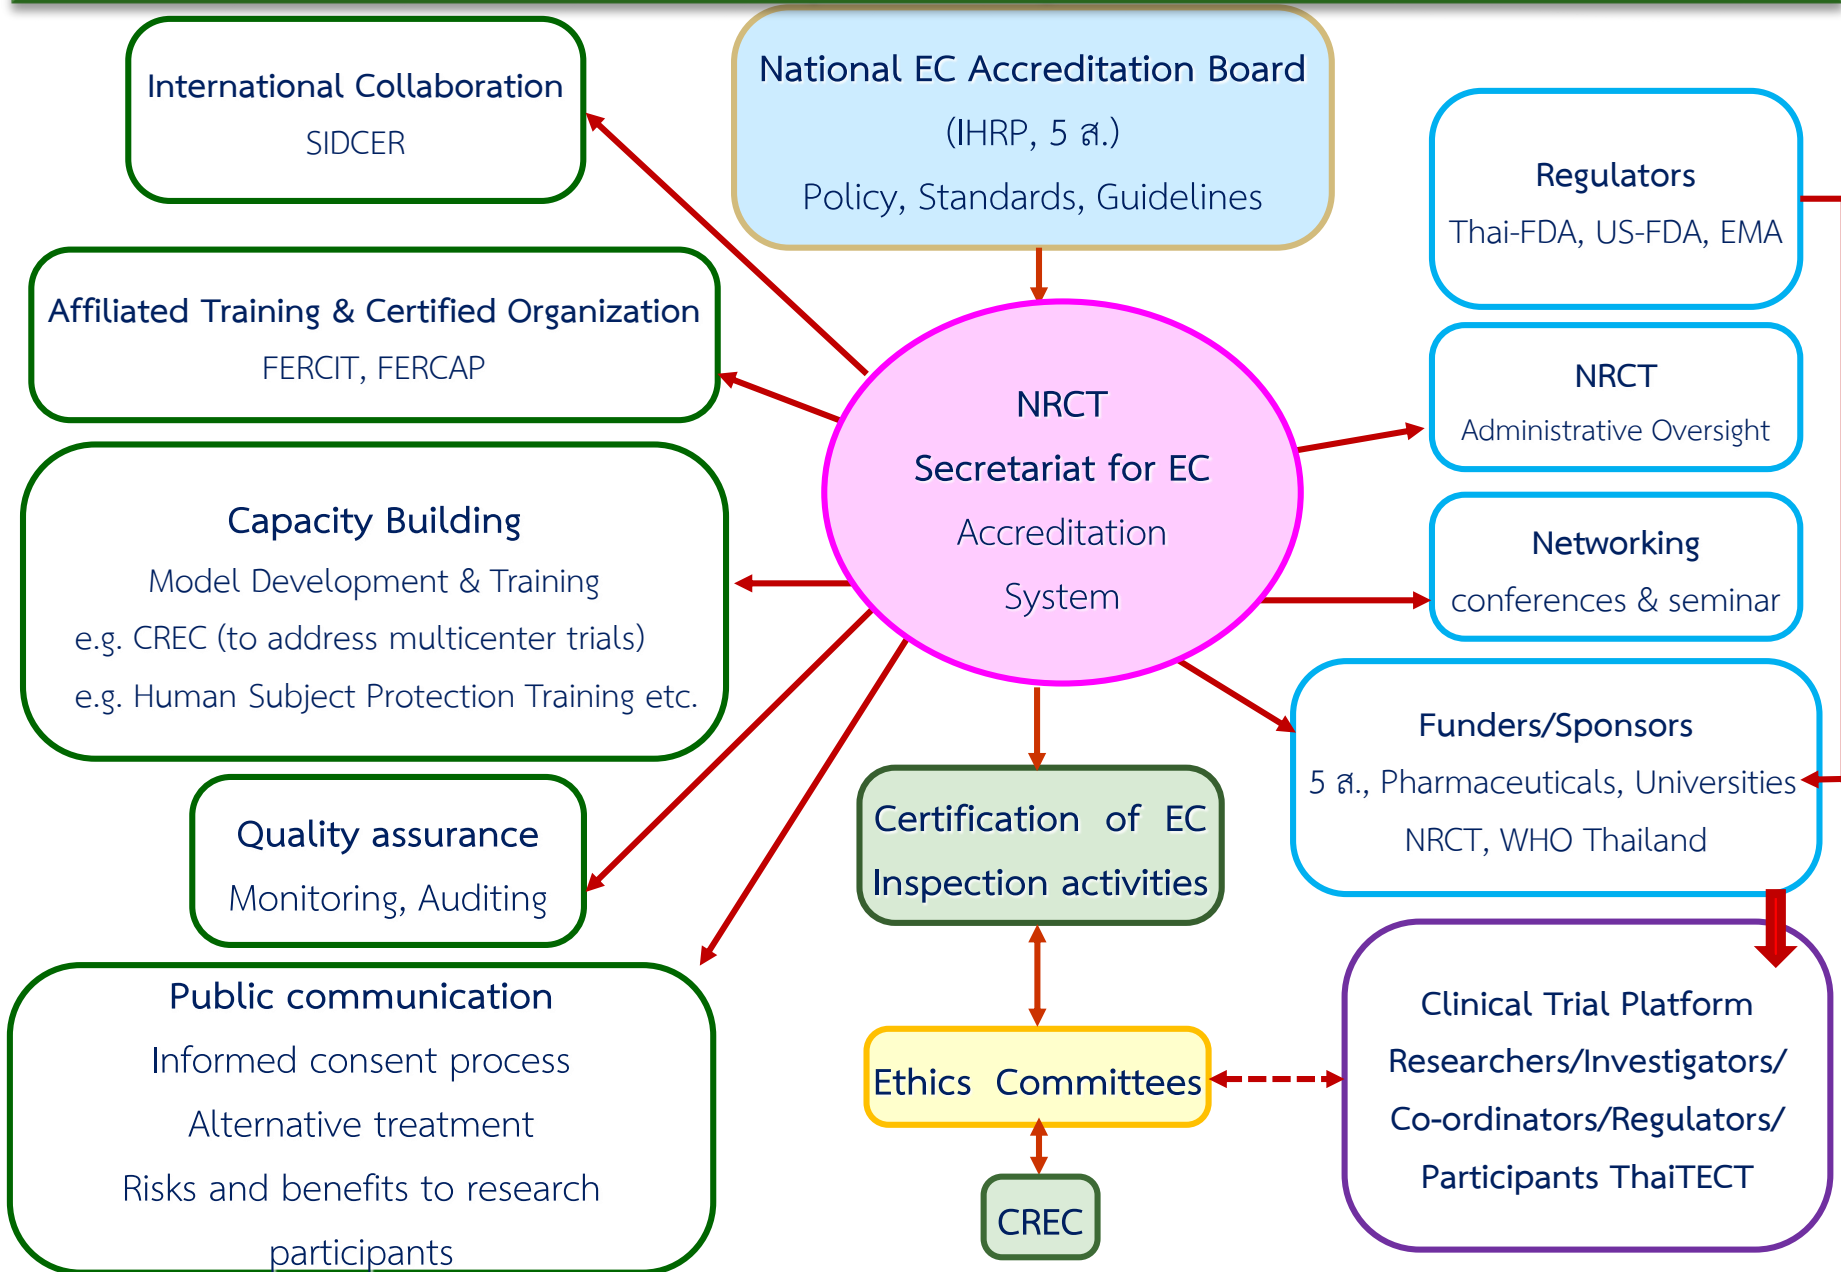 International Collaboration
SIDCER
National EC Accreditation Board
(IHRP, 5 ส.)
Policy, Standards, Guidelines
Regulators
Thai-FDA, US-FDA, EMA
Affiliated Training & Certified Organization
FERCIT, FERCAP
NRCT
Secretariat for EC
Accreditation
System
NRCT
Administrative Oversight
Capacity Building
Model Development & Training
e.g. CREC (to address multicenter trials)
e.g. Human Subject Protection Training etc.
Networking
conferences & seminar
Funders/Sponsors
5 ส., Pharmaceuticals, Universities
NRCT, WHO Thailand
Quality assurance
Monitoring, Auditing
Certification of EC
Inspection activities
Public communication
Informed consent process
Alternative treatment
Risks and benefits to research
participants
Ethics Committees
CREC
Clinical Trial Platform
Researchers/Investigators/
Co-ordinators/Regulators/
Participants ThaiTECT